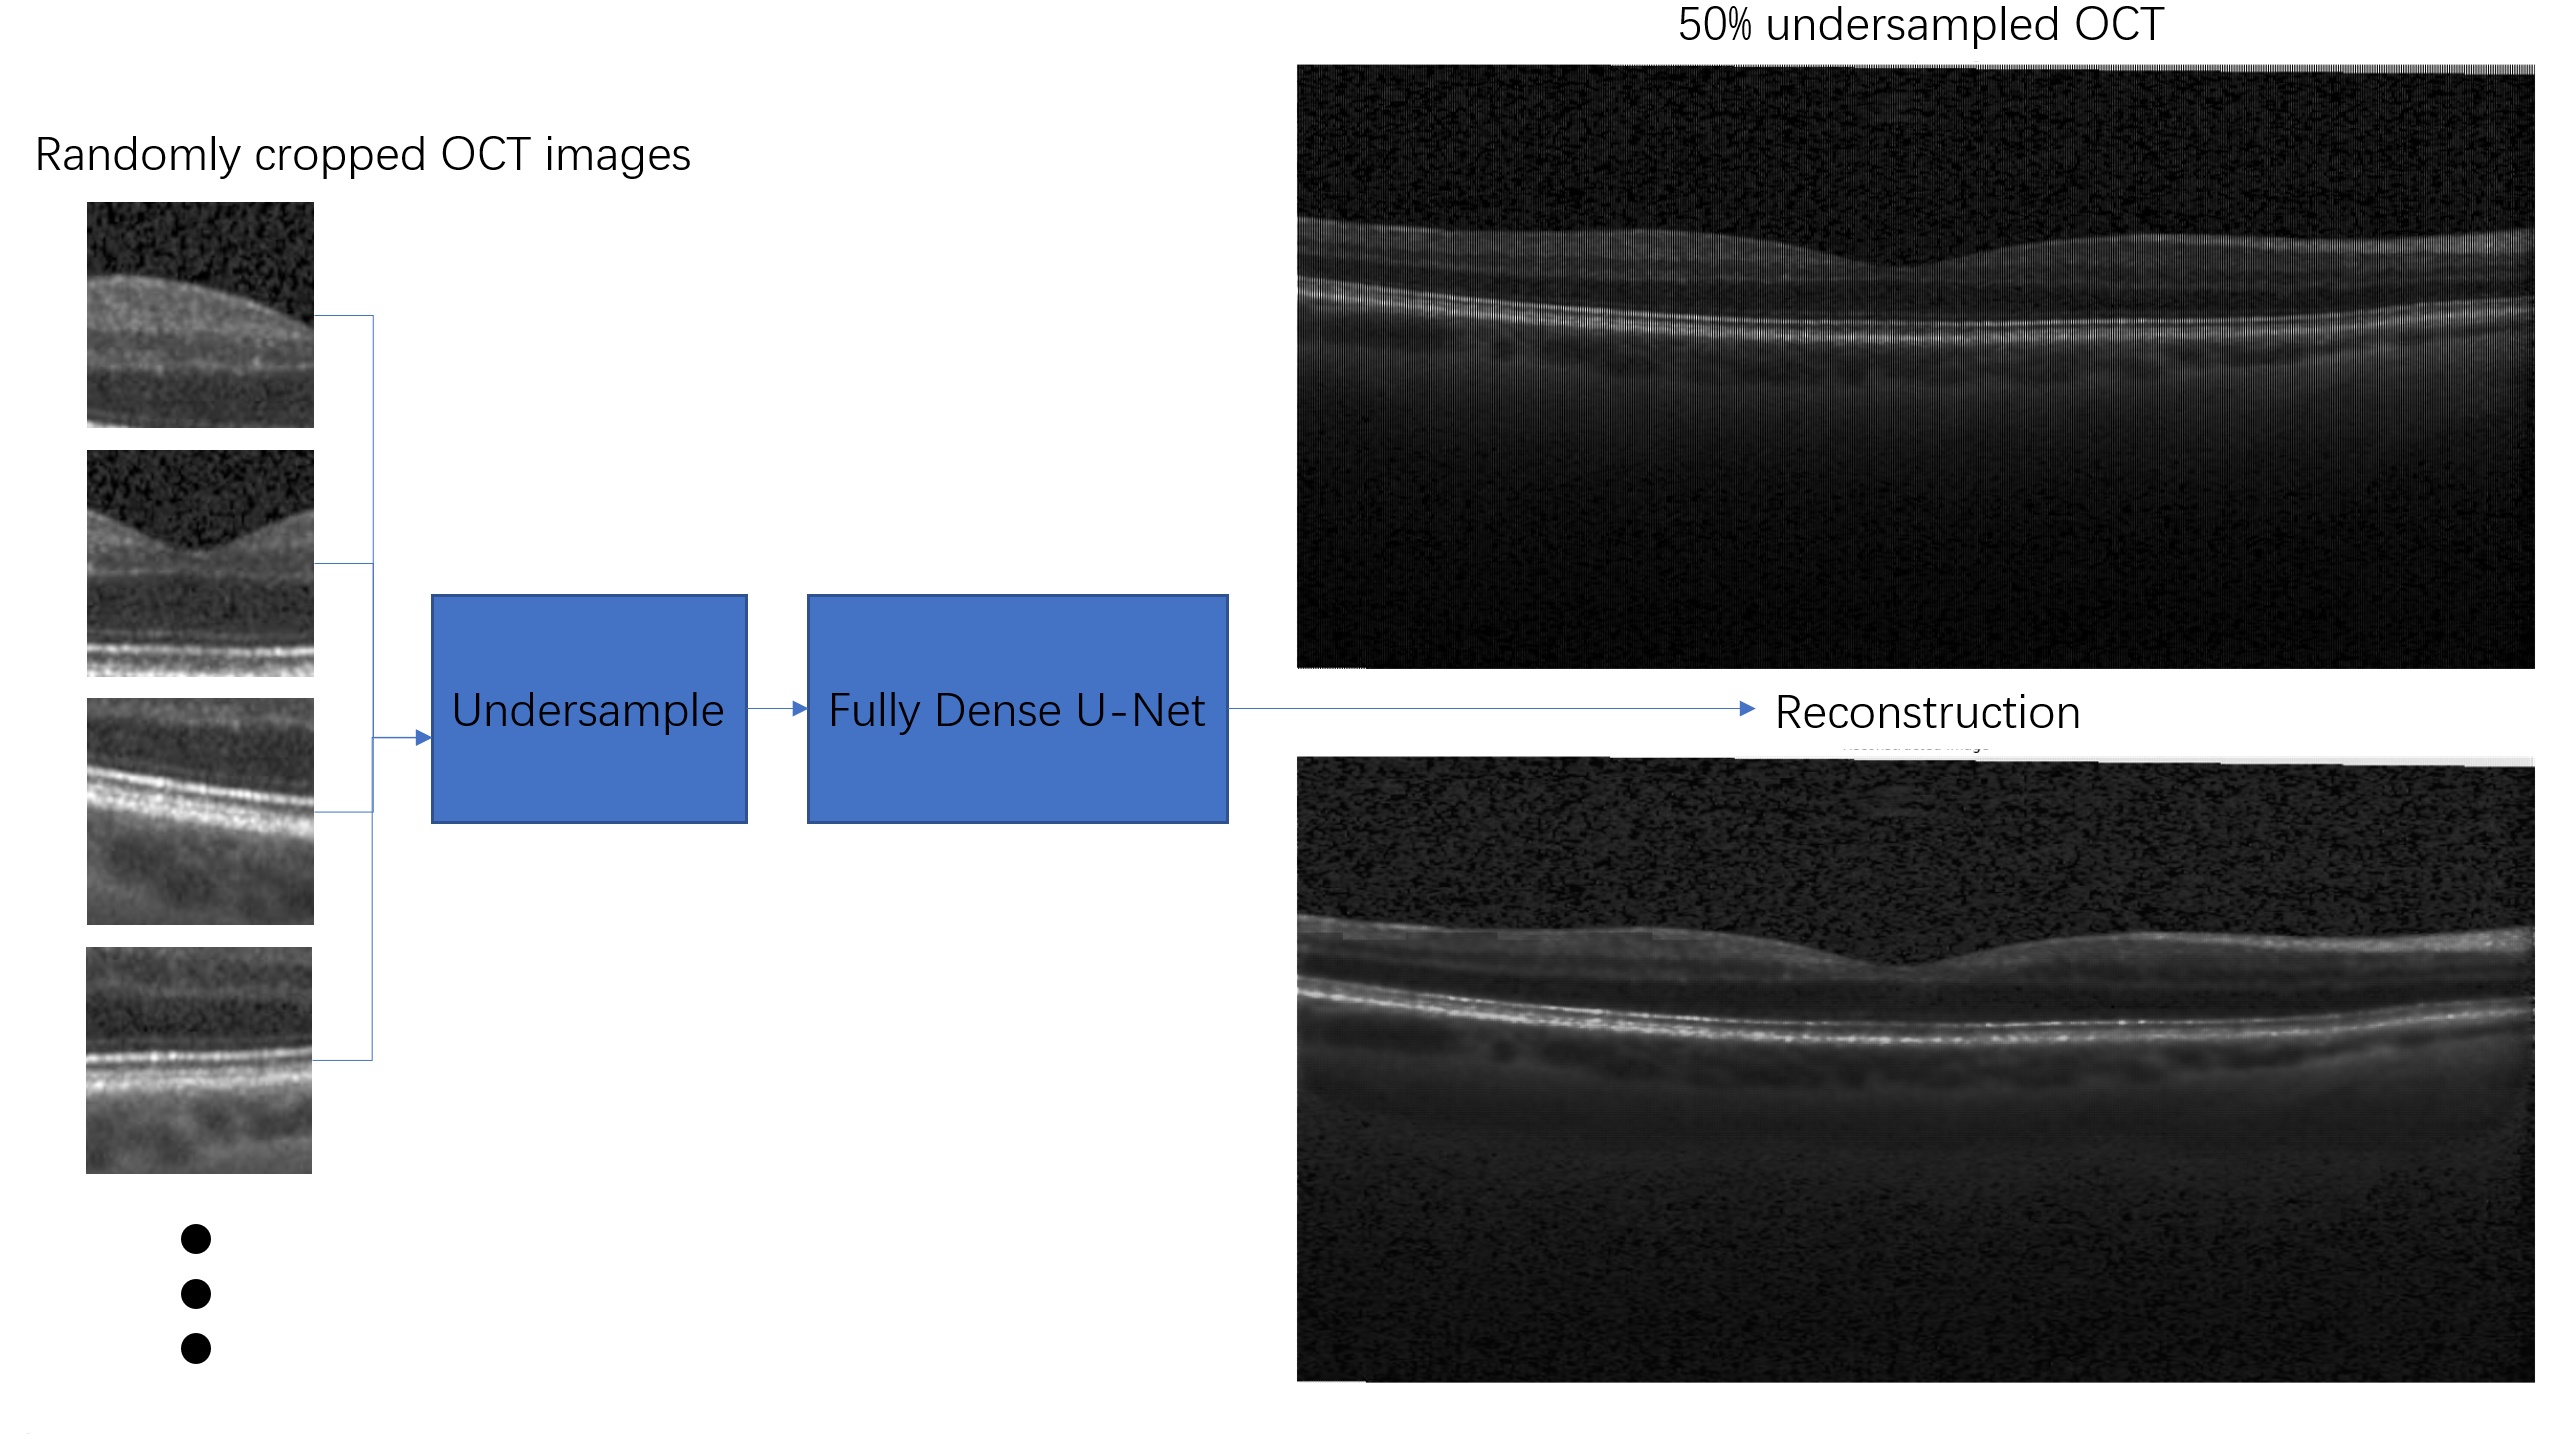 50% undersampled OCT
Randomly cropped OCT images
Undersample
Fully Dense U-Net
Reconstruction